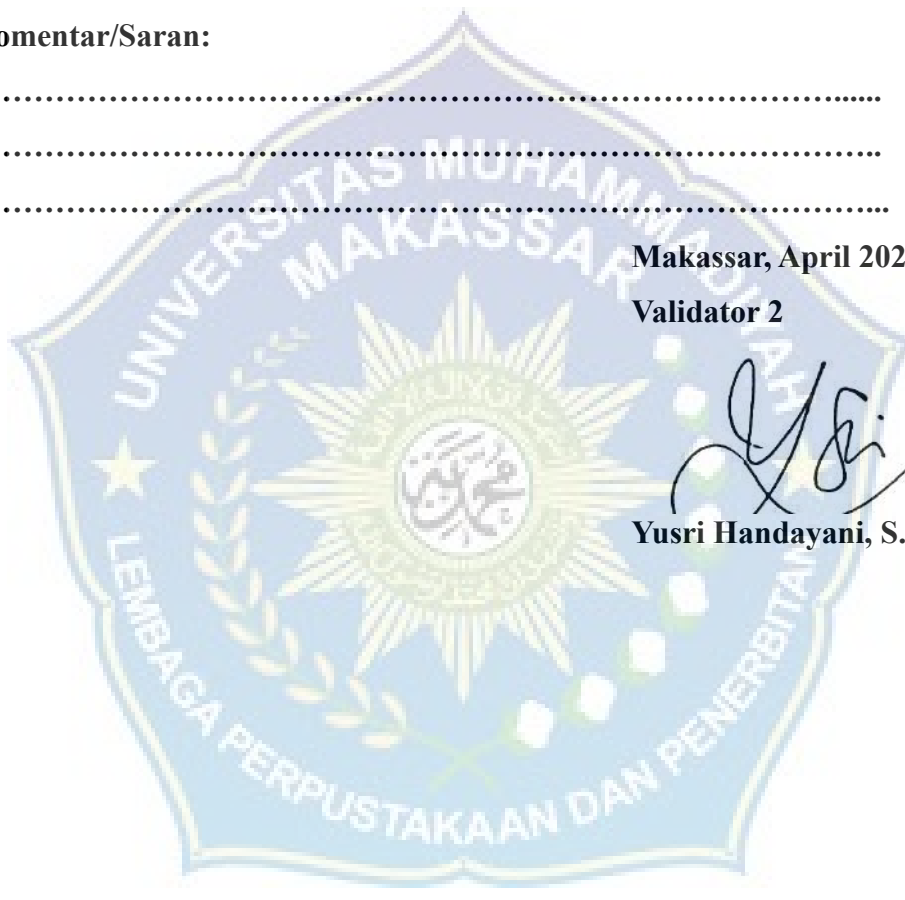 omentar/Saran:
……………………………………………………………………………......
………………………………………………………………………………..
………………………………………………………………………………...
Makassar, April 202
Validator 2
Yusri Handayani, S.
UNIVERSITAS MUHAMMADIYAH
MAKASSAR
LEMBAGA PERPUSTAKAAN DAN PENERBITAN